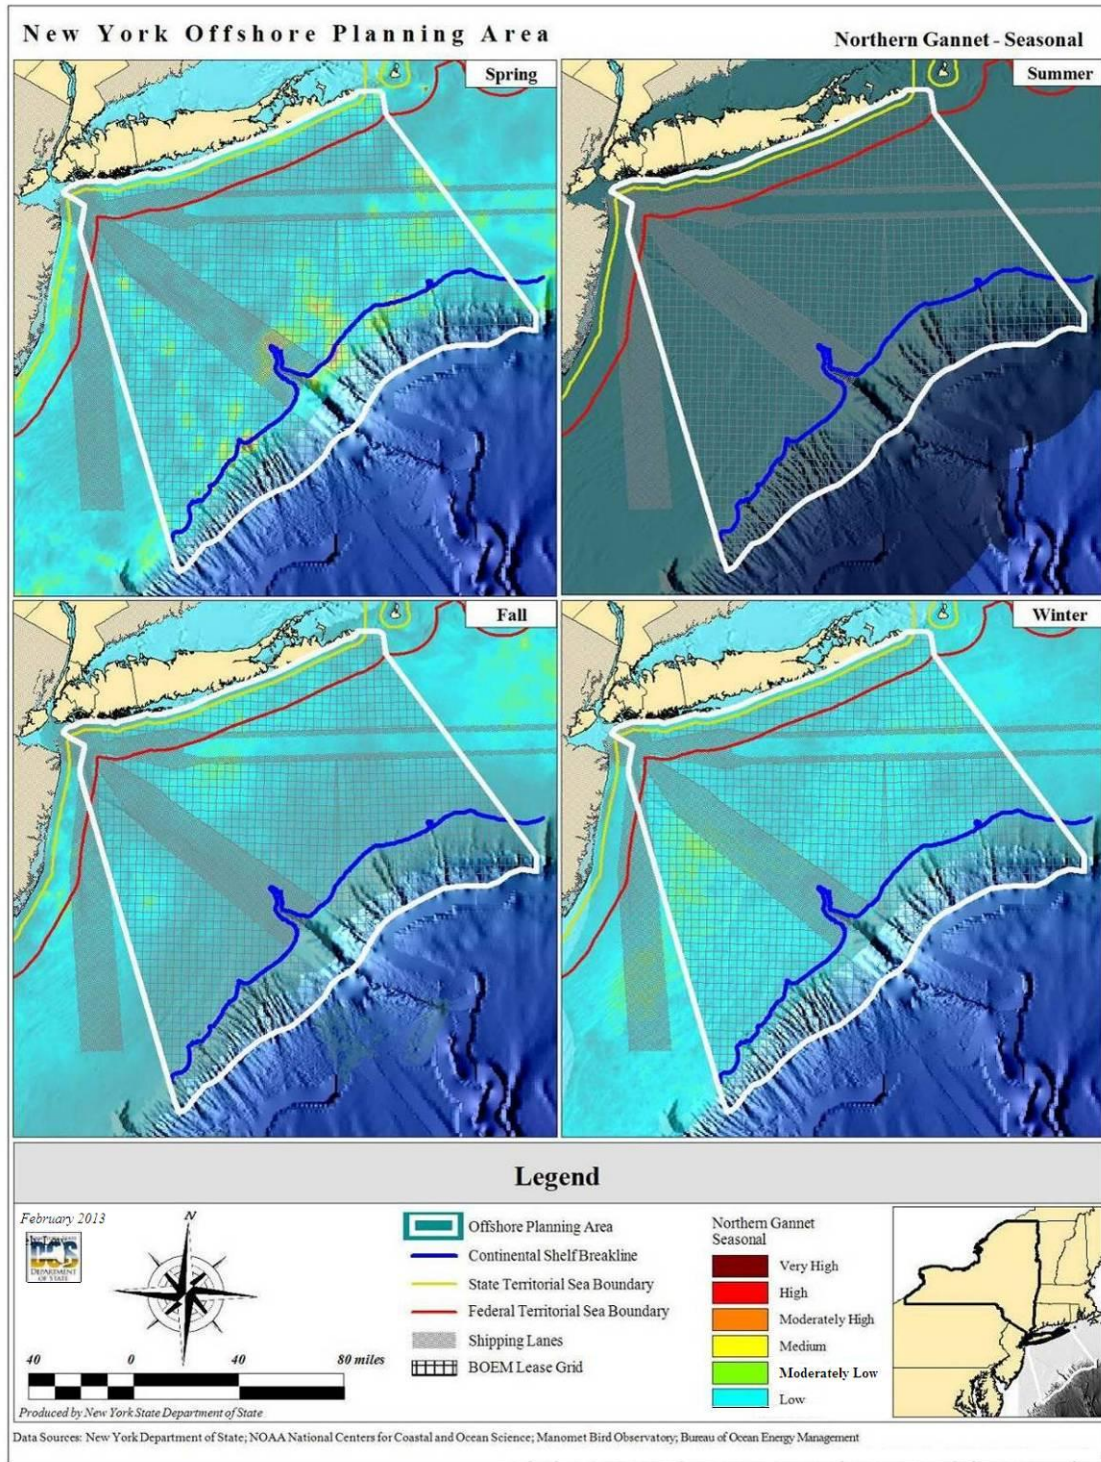 New York Offshore Planning Area
Northern Gannet - Seasonal
Spring
Summer
Fall
Winter
Legend
February 2013
DEPARTMENT
OF STATE
N
40 0 40 80 miles
Produced by New York State Department of State
Offshore Planning Area
Continental Shelf Breakline
State Territorial Sea Boundary
Federal Territorial Sea Boundary
Shipping Lanes
BOEM Lease Grid
Northern Gannet
Seasonal
Very High
High
Moderately High
Medium
Moderately Low
Low
Data Sources: New York Department of State; NOAA National Centers for Coastal and Ocean Science; Manomet Bird Observatory; Bureau of Ocean Energy Management